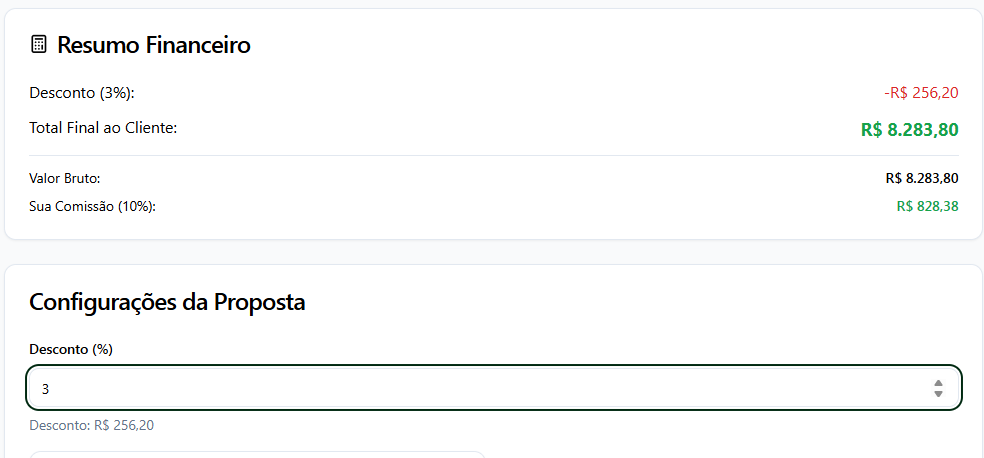 Resumo Financeiro
Desconto (3%): -R$ 256,20
Total Final ao Cliente: R$ 8.283,80
Valor Bruto: R$ 8.283,80
Sua Comissão (10%): R$ 828,38
Configurações da Proposta
Desconto (%)
3
Desconto: R$ 256,20